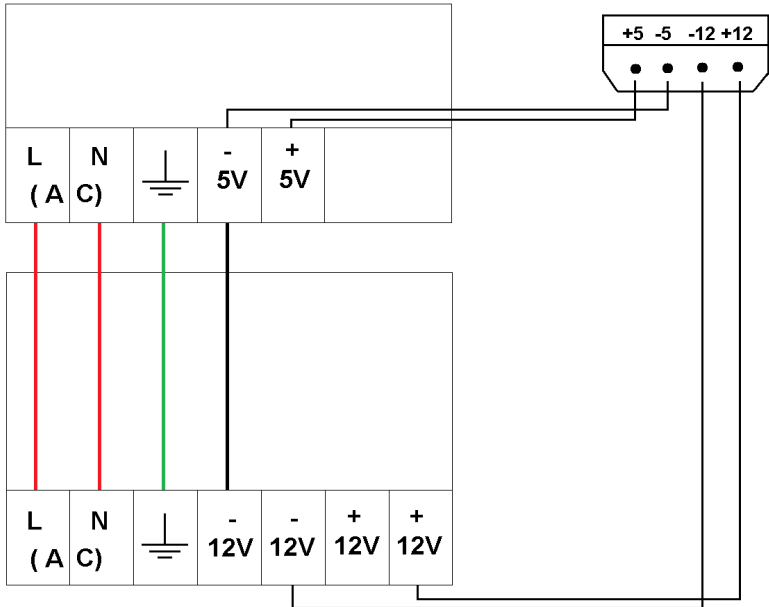 +5 -5 -12 +12
L N - +
( A C) 5V 5V
L N - - + +
( A C) 12V 12V 12V 12V